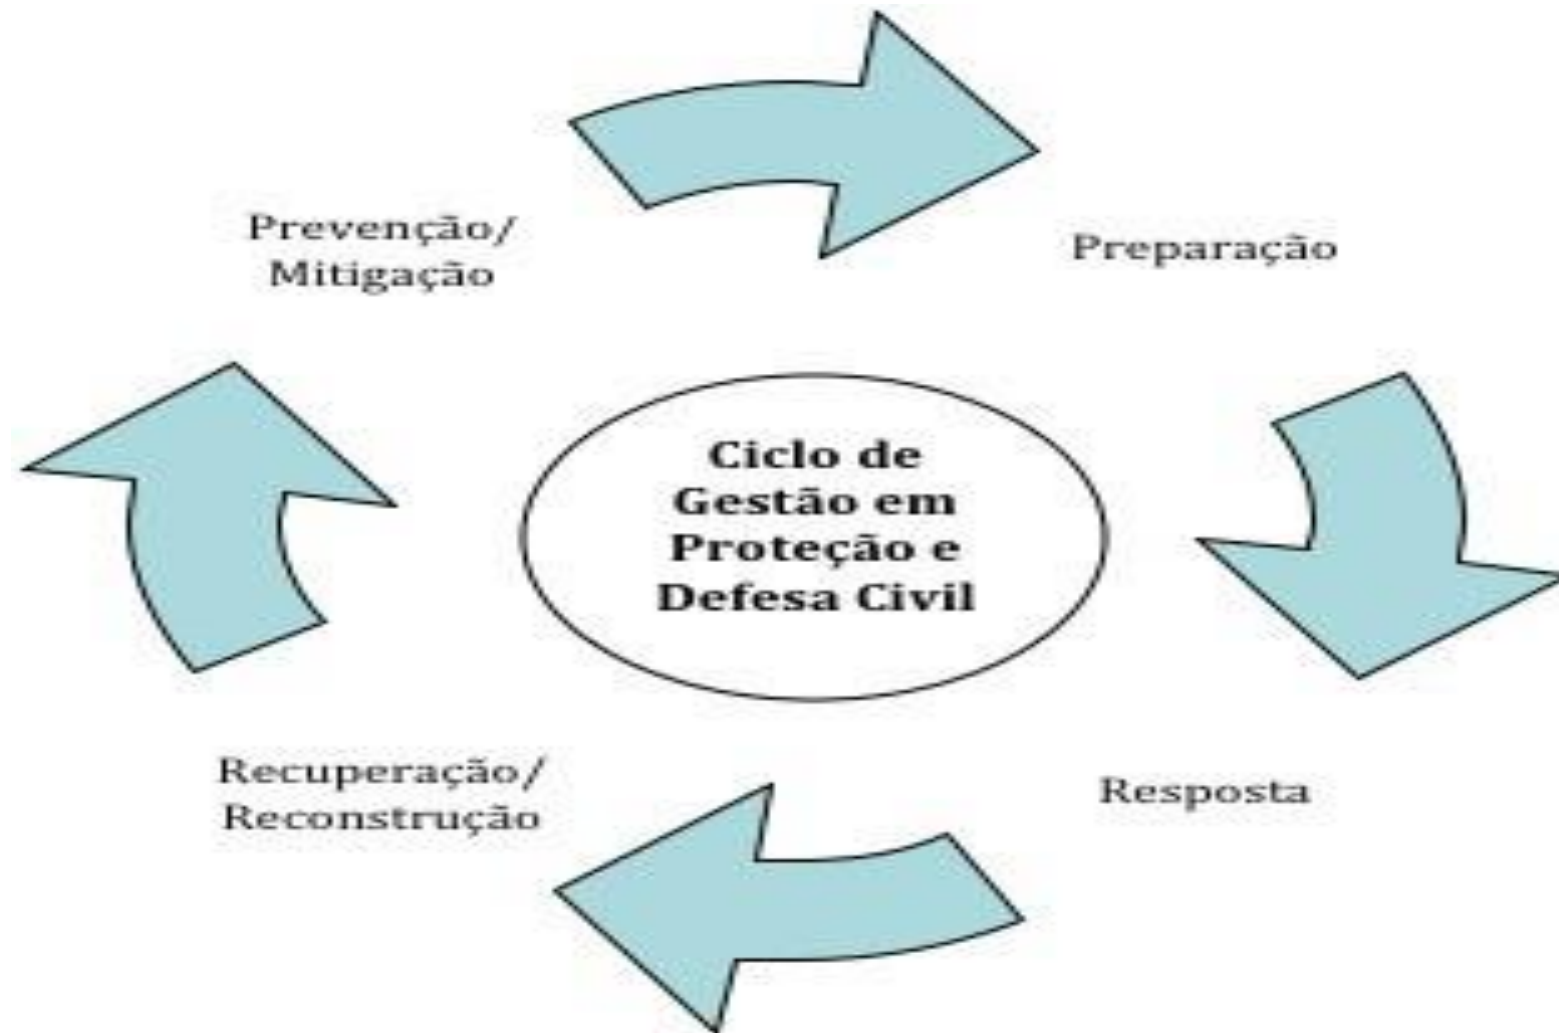 Prevenção/
Mitigação
Preparação
Ciclo de
Gestão em
Proteção e
Defesa Civil
Recuperação/
Reconstrução
Resposta